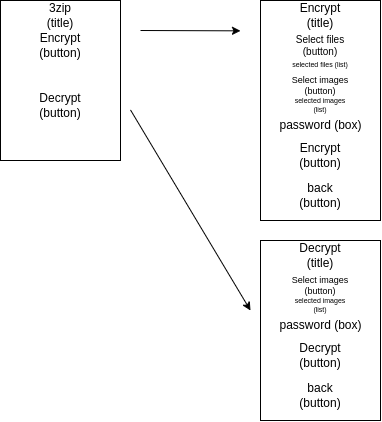 3zip
(title)
Encrypt
(button)
Decrypt
(button)
Encrypt
(title)
Select files
(button)
selected files (list)
Select images
(button)
selected images
(list)
password (box)
Encrypt
(button)
back
(button)
Decrypt
(title)
Select images
(button)
selected images
(list)
password (box)
Decrypt
(button)
back
(button)